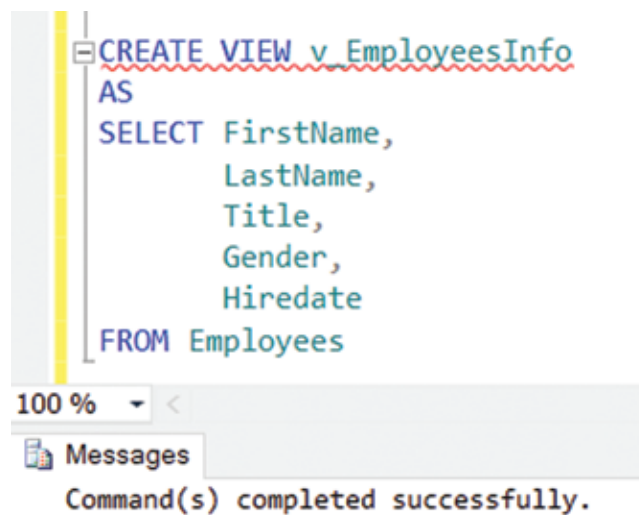 CREATE VIEW v_EmployeesInfo
AS
SELECT FirstName,
LastName,
Title,
Gender,
Hiredate
FROM Employees
100 %
Messages
Command(s) completed successfully.